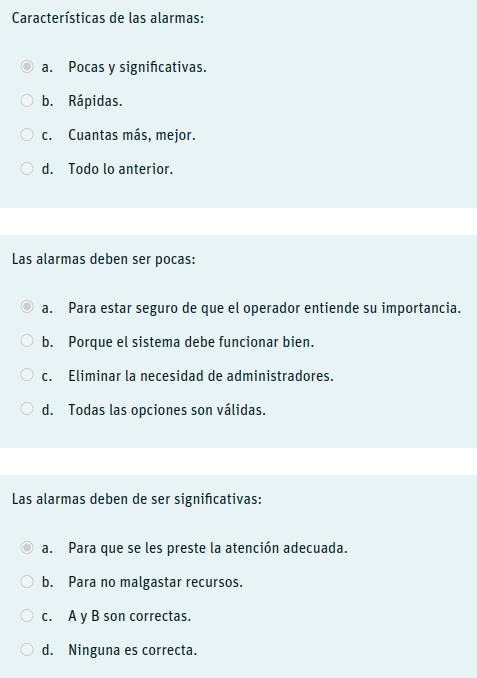 Características de las alarmas:
a. Pocas y significativas.
b. Rápidas.
c. Cuantas más, mejor.
d. Todo lo anterior.
Las alarmas deben ser pocas:
a. Para estar seguro de que el operador entiende su importancia.
b. Porque el sistema debe funcionar bien.
c. Eliminar la necesidad de administradores.
d. Todas las opciones son válidas.
Las alarmas deben de ser significativas:
a. Para que se les preste la atención adecuada.
b. Para no malgastar recursos.
c. A y B son correctas.
d. Ninguna es correcta.